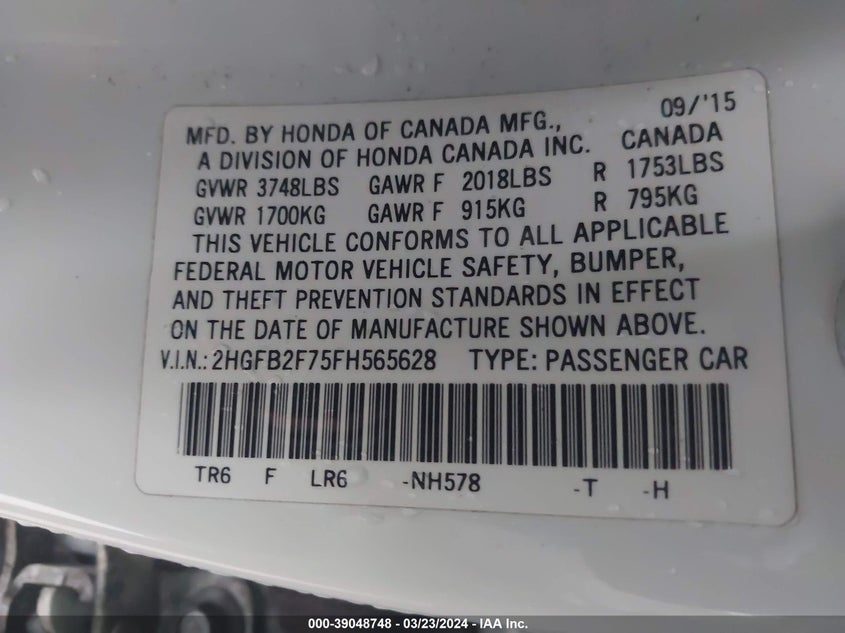 09/'15
MFD. BY HONDA OF CANADA MFG.,
A DIVISION OF HONDA CANADA INC. CANADA
GVWR 3748LBS GAWR F 2018LBS R 1753LBS
GVWR 1700KG GAWR F 915KG R 795KG
THIS VEHICLE CONFORMS TO ALL APPLICABLE
FEDERAL MOTOR VEHICLE SAFETY, BUMPER,
AND THEFT PREVENTION STANDARDS IN EFFECT
ON THE DATE OF MANUFACTURE SHOWN ABOVE.
V.I.N.: 2HGFB2F75FH565628 TYPE: PASSENGER CAR
TR6 F LR6 -NH578 -T -H
000-39048748 - 03/23/2024 - IAA Inc.